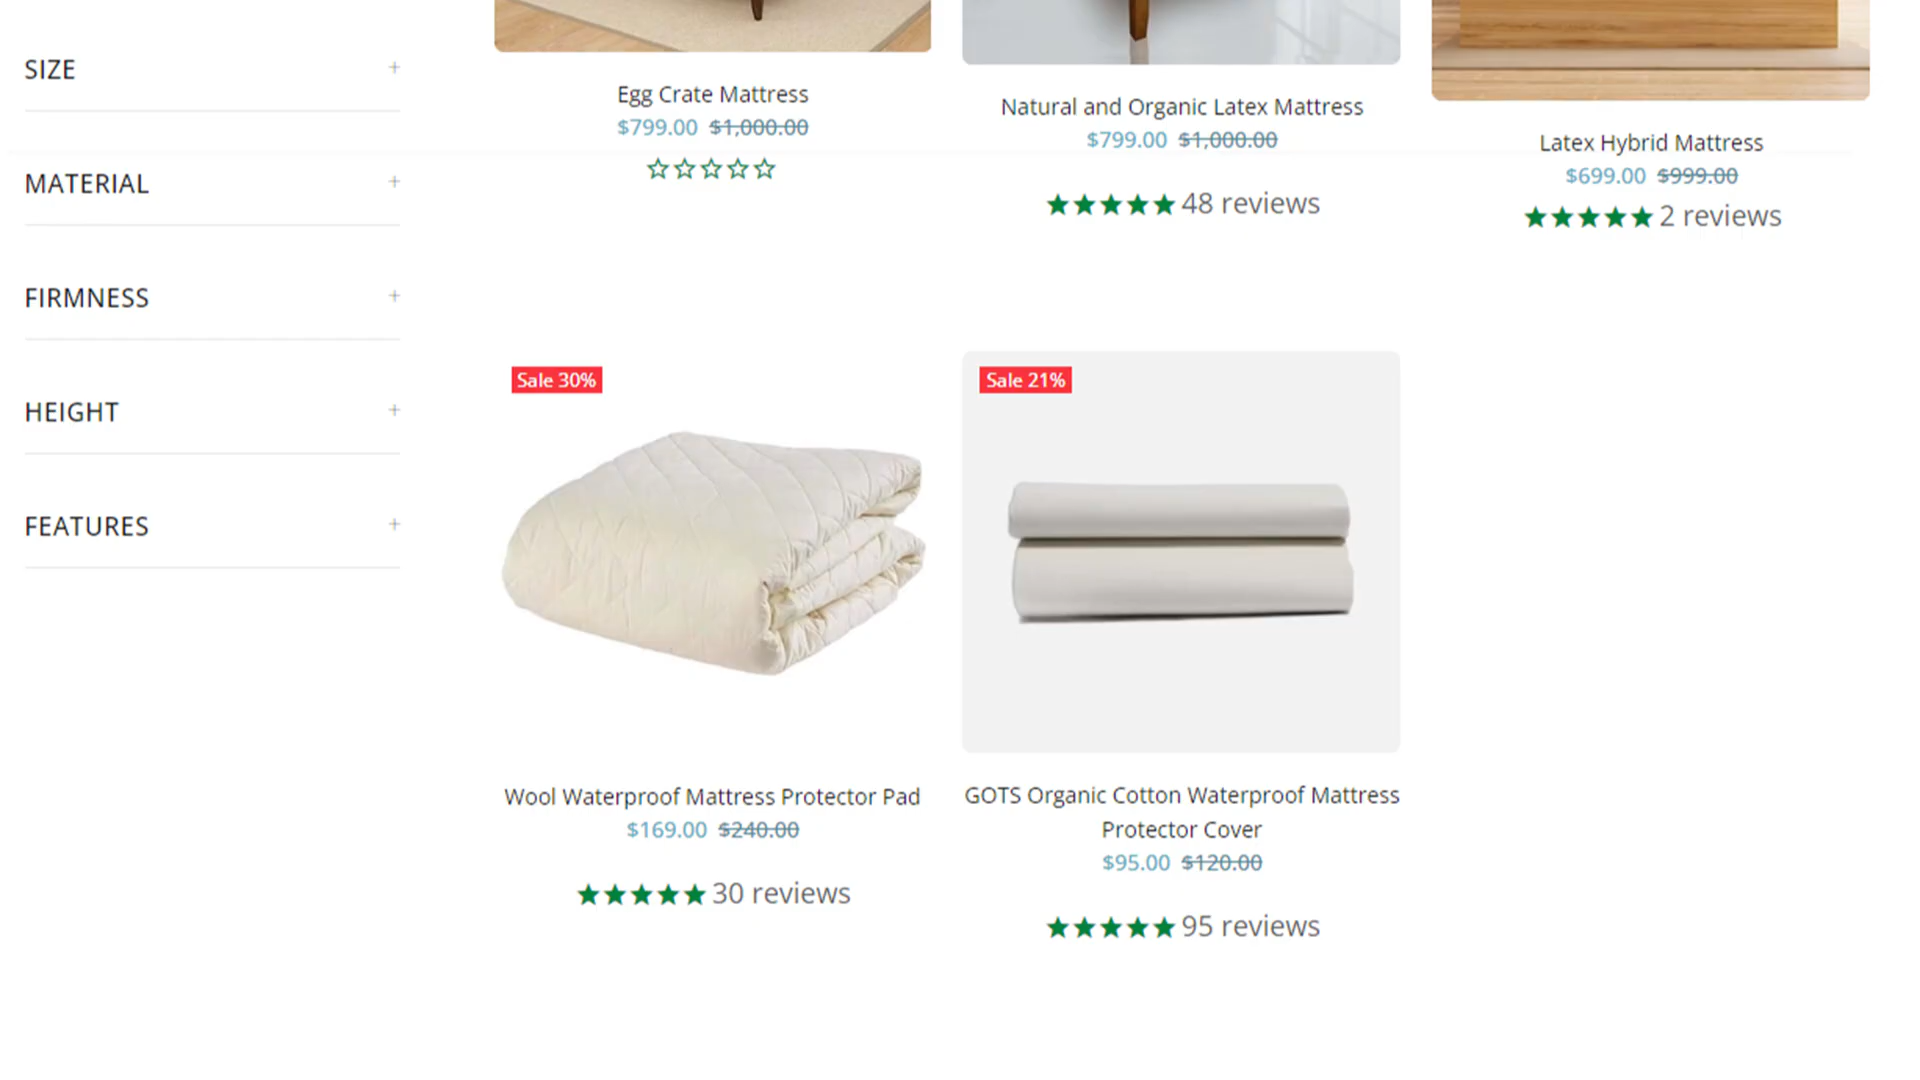 SIZE +
MATERIAL +
FIRMNESS +
HEIGHT +
FEATURES +
Egg Crate Mattress
$799.00 $1,000.00
Natural and Organic Latex Mattress
$799.00 $1,000.00
48 reviews
Latex Hybrid Mattress
$699.00 $999.00
2 reviews
Sale 30%
Wool Waterproof Mattress Protector Pad
$169.00 $240.00
30 reviews
Sale 21%
GOTS Organic Cotton Waterproof Mattress
Protector Cover
$95.00 $120.00
95 reviews